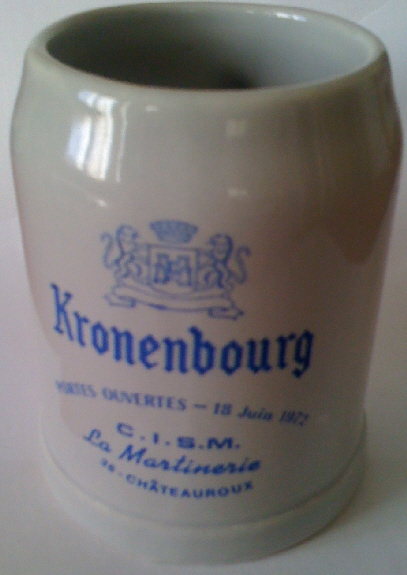 Kronenbourg
PORTES OUVERTES - 18 Juin 1972
C.I.S.M.
La Martinerie
36-CHÂTEAUROUX